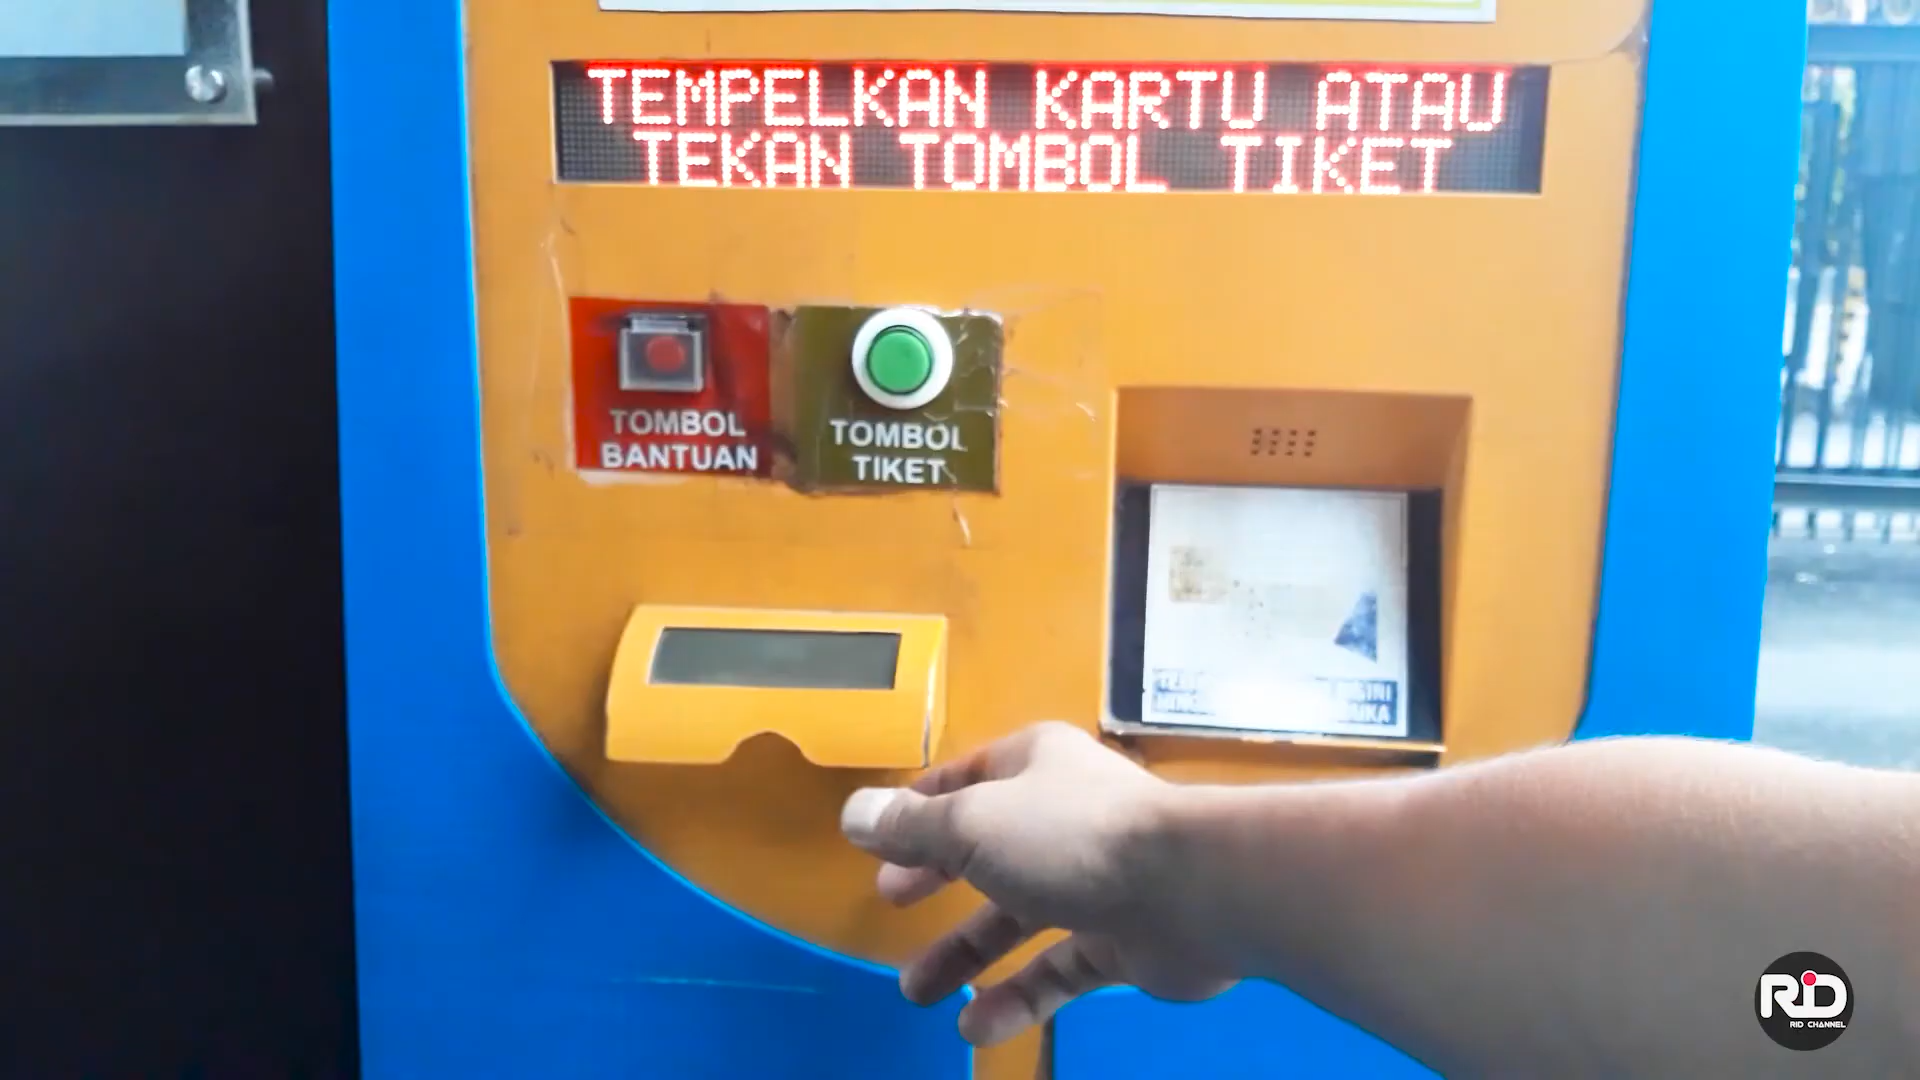 TEMPELKAN KARTU ATAU
TEKAN TOMBOL TIKET
TOMBOL
BANTUAN
TOMBOL
TIKET
RiD
RID CHANNEL